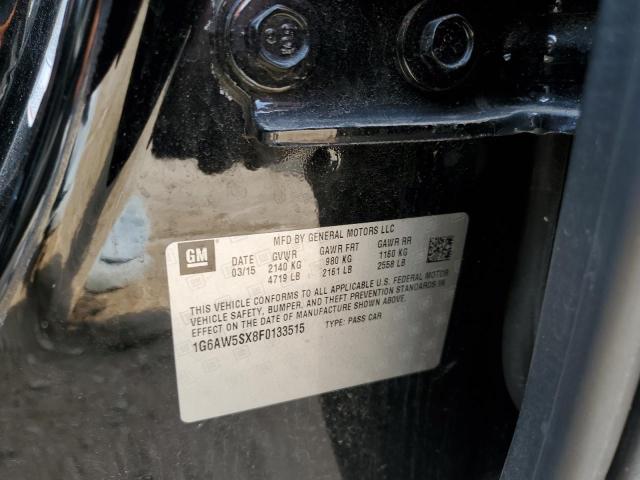 MFD BY GENERAL MOTORS LLC
GM
DATE GVWR GAWR FRT GAWR RR
03/15 2140 KG 980 KG 1160 KG
4719 LB 2161 LB 2558 LB
THIS VEHICLE CONFORMS TO ALL APPLICABLE U.S. FEDERAL MOTOR
VEHICLE SAFETY, BUMPER, AND THEFT PREVENTION STANDARDS IN
EFFECT ON THE DATE OF MANUFACTURE SHOWN ABOVE.
1G6AW5SX8F0133515 TYPE: PASS CAR